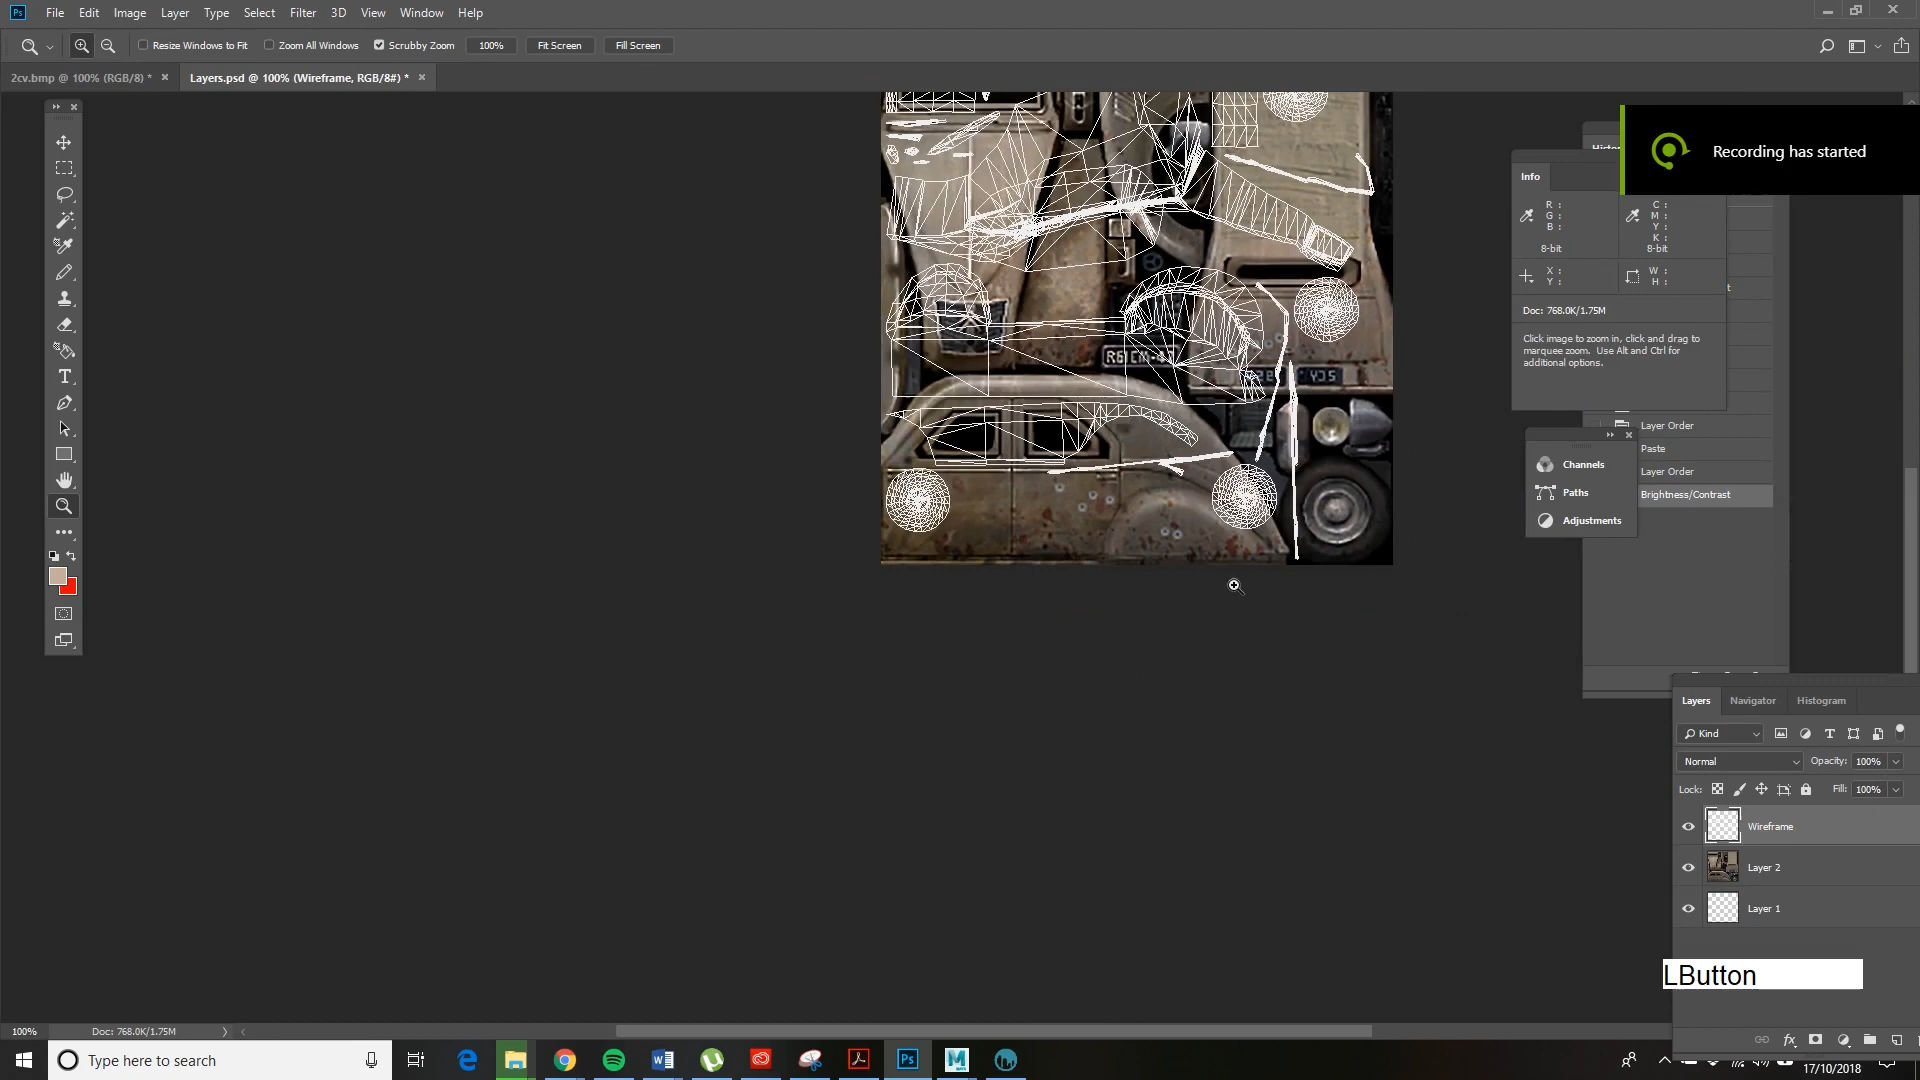 Ps File Edit Image Layer Type Select Filter 3D View Window Help
Resize Windows to Fit Zoom All Windows Scrubby Zoom 100% Fit Screen Fill Screen
2cv.bmp @ 100% (RGB/8) * × Layers.psd @ 100% (Wireframe, RGB/8#) * ×
Recording has started
Info
R :
G :
B :
8-bit
C :
M :
Y :
K :
8-bit
X :
Y :
W :
H :
Doc: 768.0K/1.75M
Click image to zoom in, click and drag to
marquee zoom. Use Alt and Ctrl for
additional options.
Layer Order
Paste
Layer Order
Brightness/Contrast
Channels
Paths
Adjustments
Layers Navigator Histogram
Kind
Normal Opacity: 100%
Lock: Fill: 100%
Wireframe
Layer 2
Layer 1
LButton
100% Doc: 768.0K/1.75M
Type here to search
Ps
17/10/2018